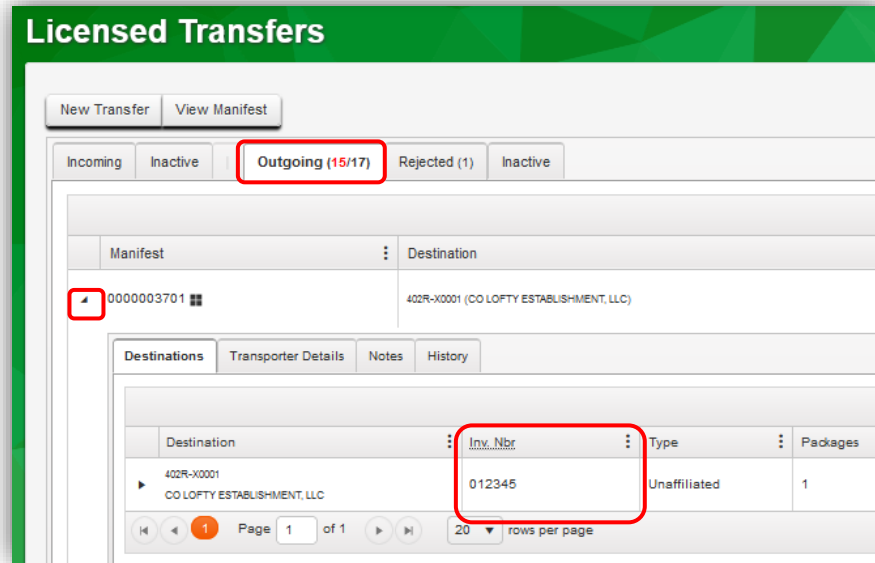 Licensed Transfers
New Transfer View Manifest
Incoming Inactive Outgoing (15/17) Rejected (1) Inactive
Manifest Destination
0000003701 402R-X0001 (CO LOFTY ESTABLISHMENT, LLC)
Destinations Transporter Details Notes History
Destination Inv. Nbr Type Packages
402R-X0001
CO LOFTY ESTABLISHMENT, LLC 012345 Unaffiliated 1
1 Page 1 of 1 20 rows per page